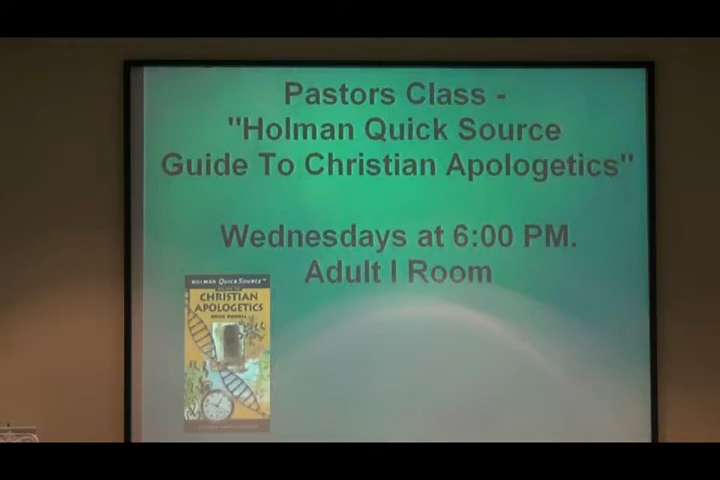 Pastors Class -
"Holman Quick Source
Guide To Christian Apologetics"
Wednesdays at 6:00 PM.
Adult I Room
HOLMAN QUICKSOURCE
CHRISTIAN
APOLOGETICS